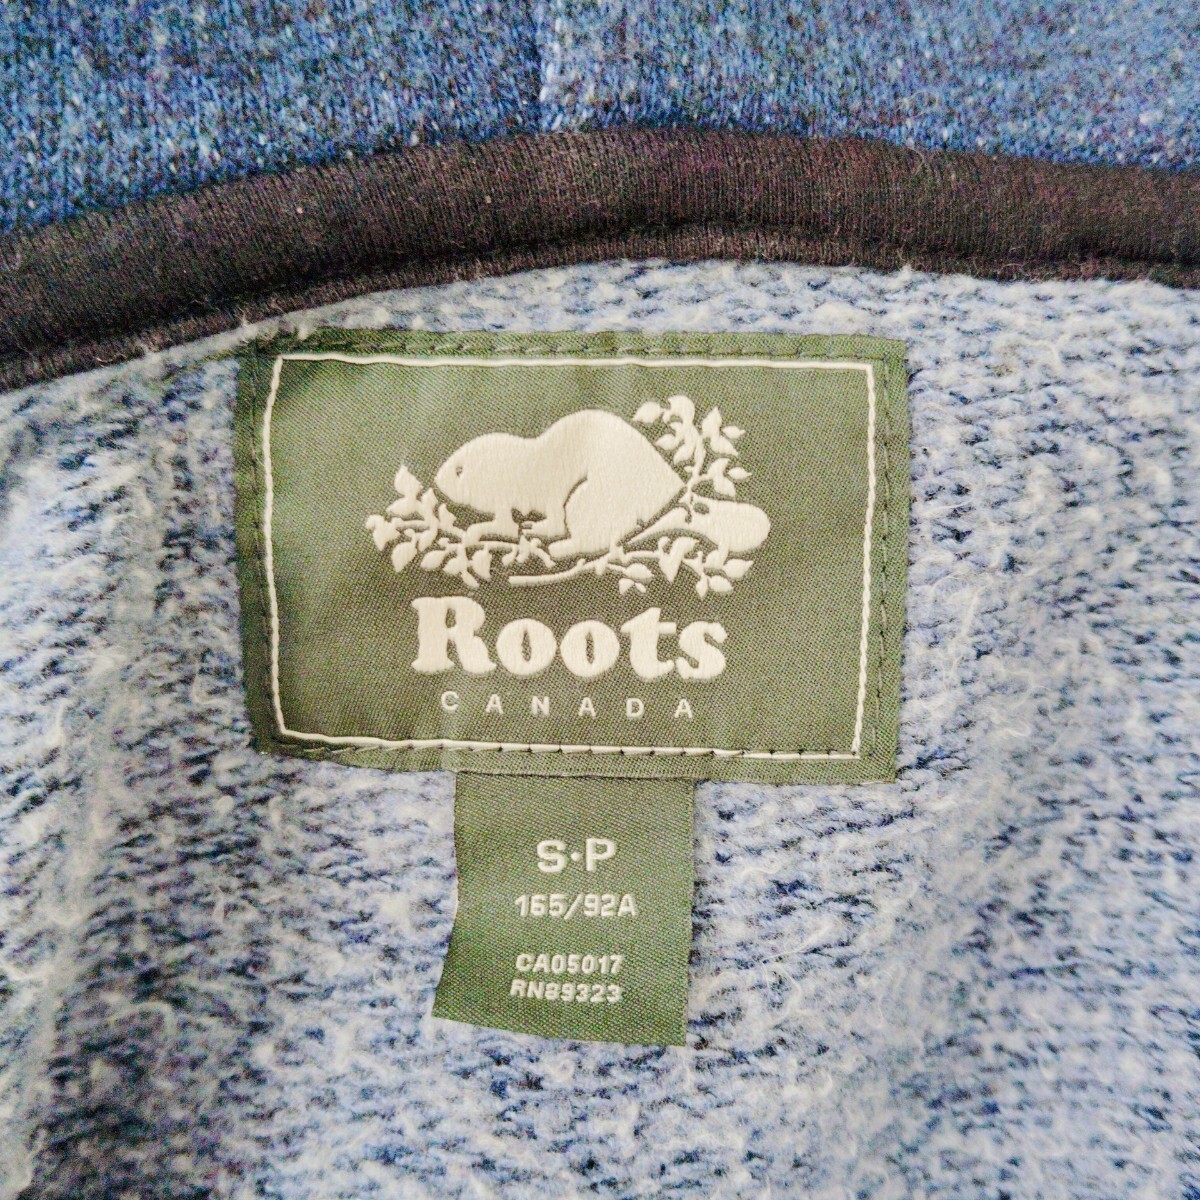 Roots
CANADA
S·P
165/92A
CA05017
RN89323